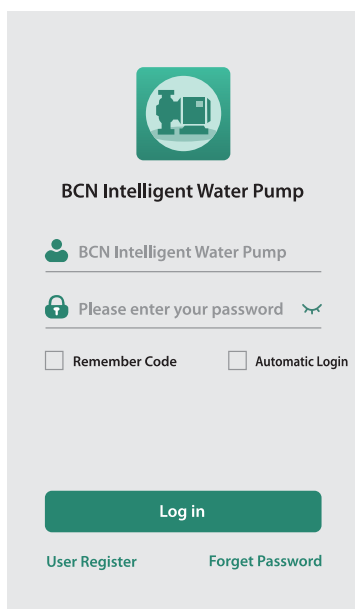 BCN Intelligent Water Pump
BCN Intelligent Water Pump
Please enter your password
Remember Code Automatic Login
Log in
User Register Forget Password